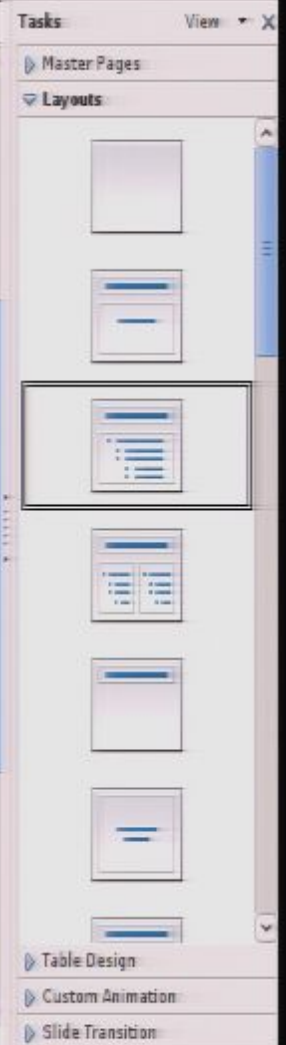 Tasks View
Master Pages
Layouts
Table Design
Custom Animation
Slide Transition